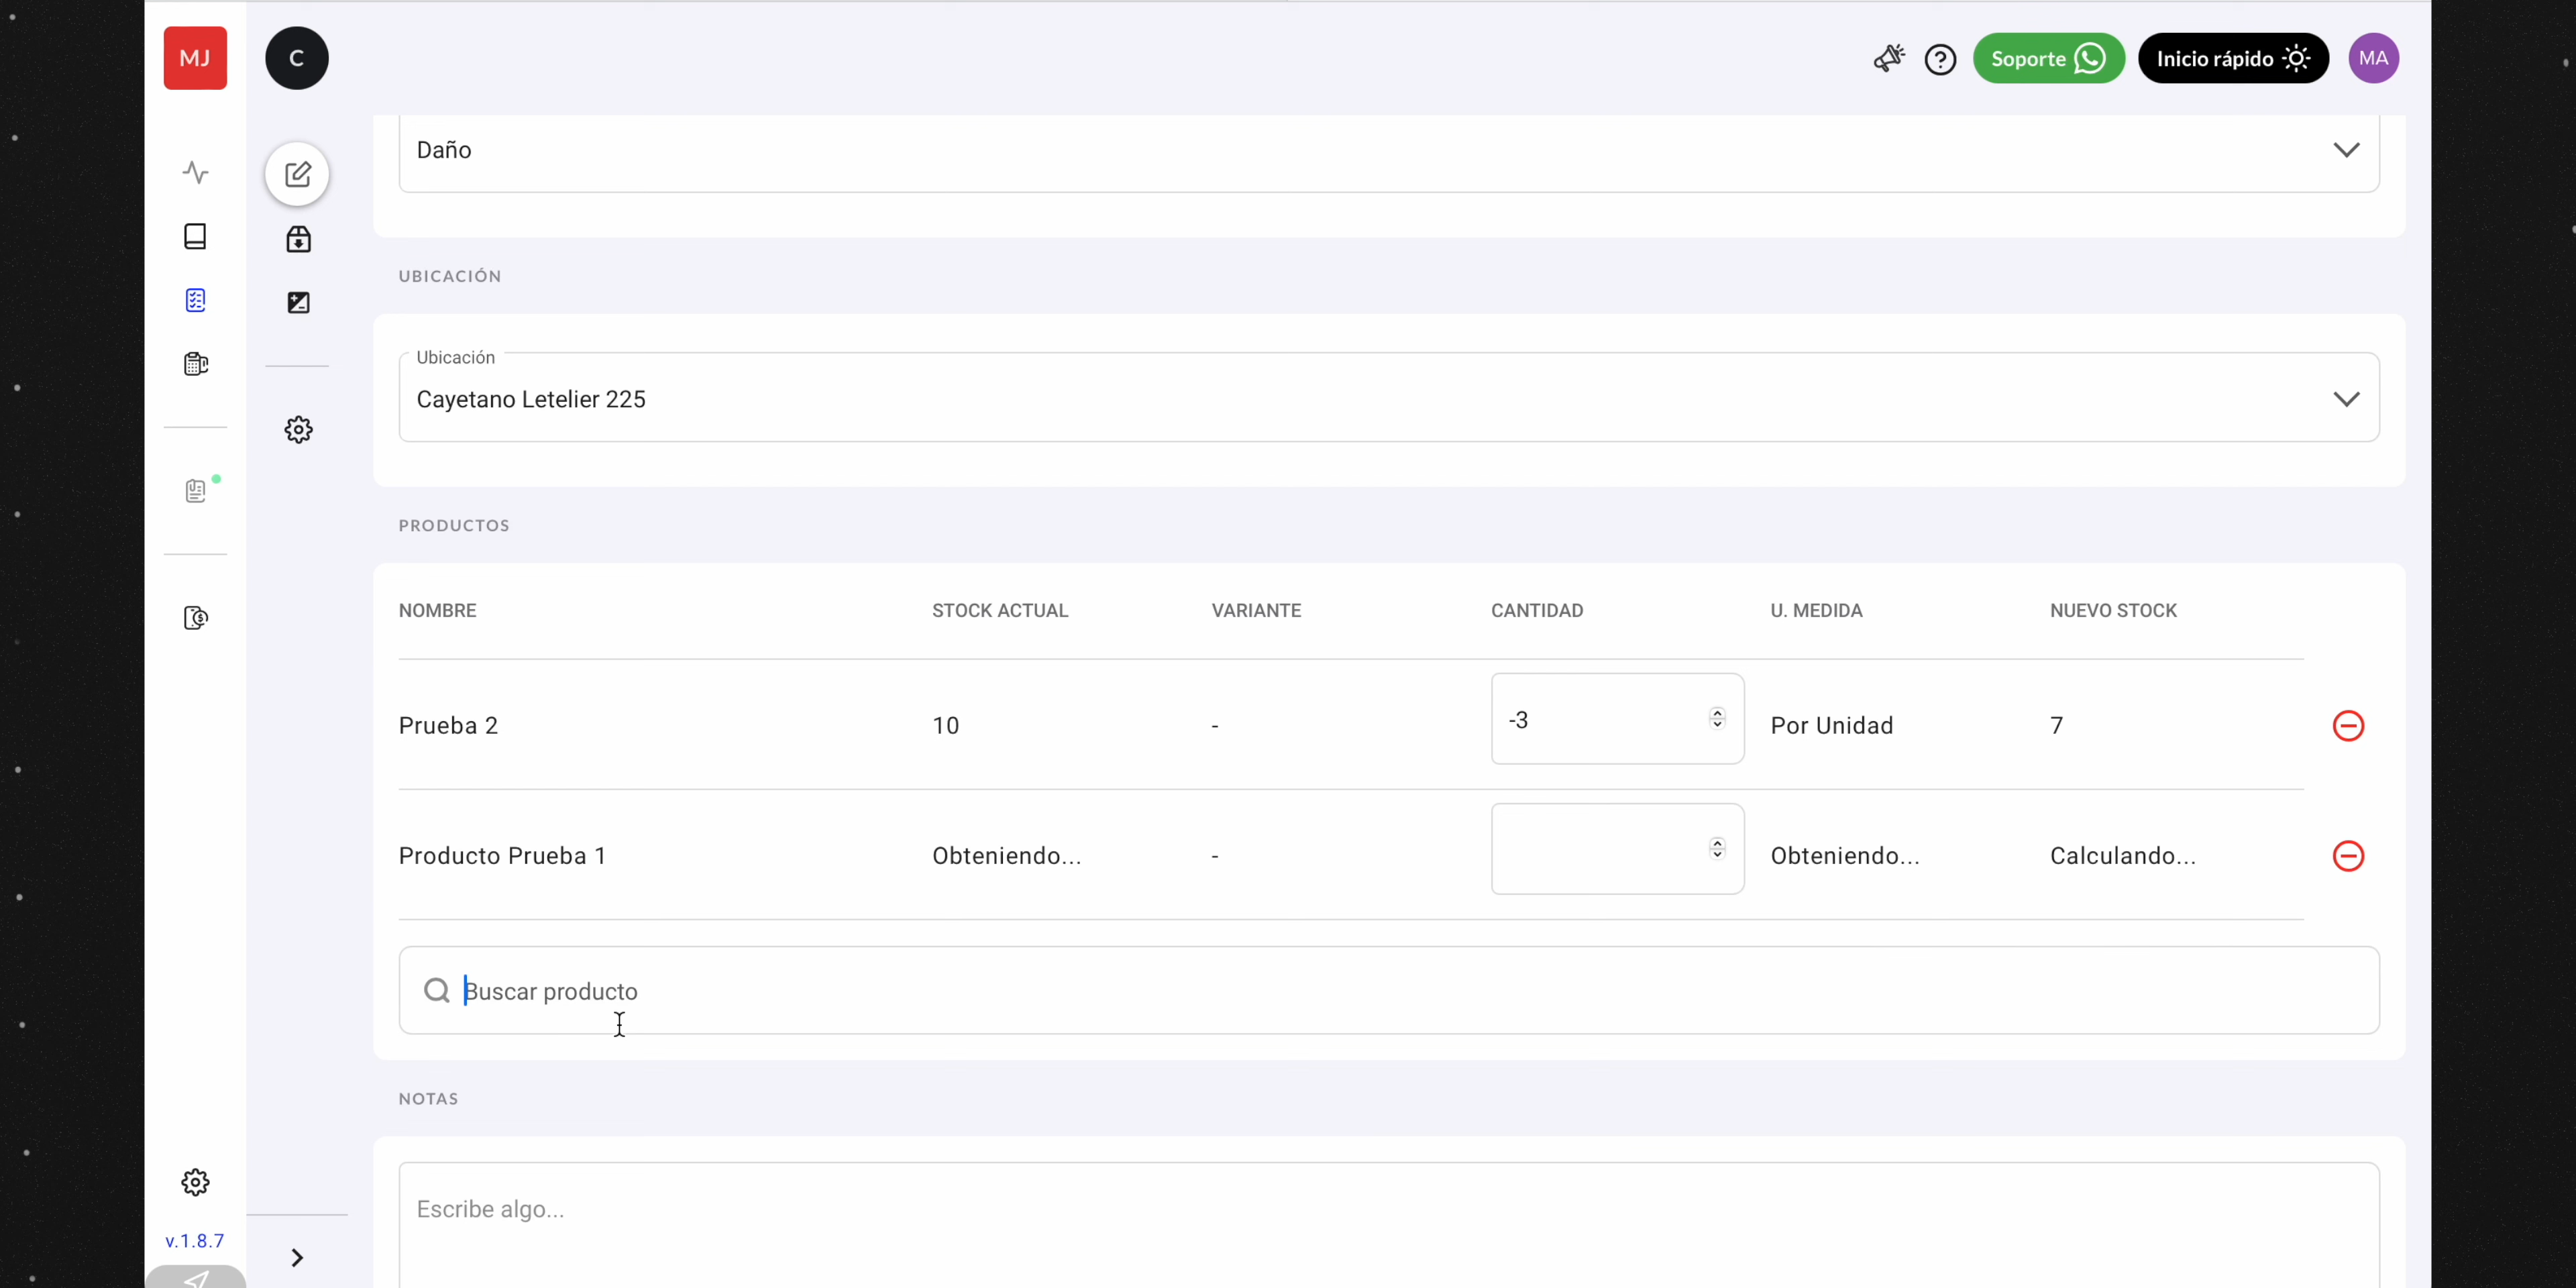 MJ
C
Soporte
Inicio rápido
MA
Daño
UBICACIÓN
Ubicación
Cayetano Letelier 225
PRODUCTOS
NOMBRE STOCK ACTUAL VARIANTE CANTIDAD U. MEDIDA NUEVO STOCK
Prueba 2 10 - -3 Por Unidad 7
Producto Prueba 1 Obteniendo... - Obteniendo... Calculando...
Buscar producto
NOTAS
Escribe algo...
v.1.8.7